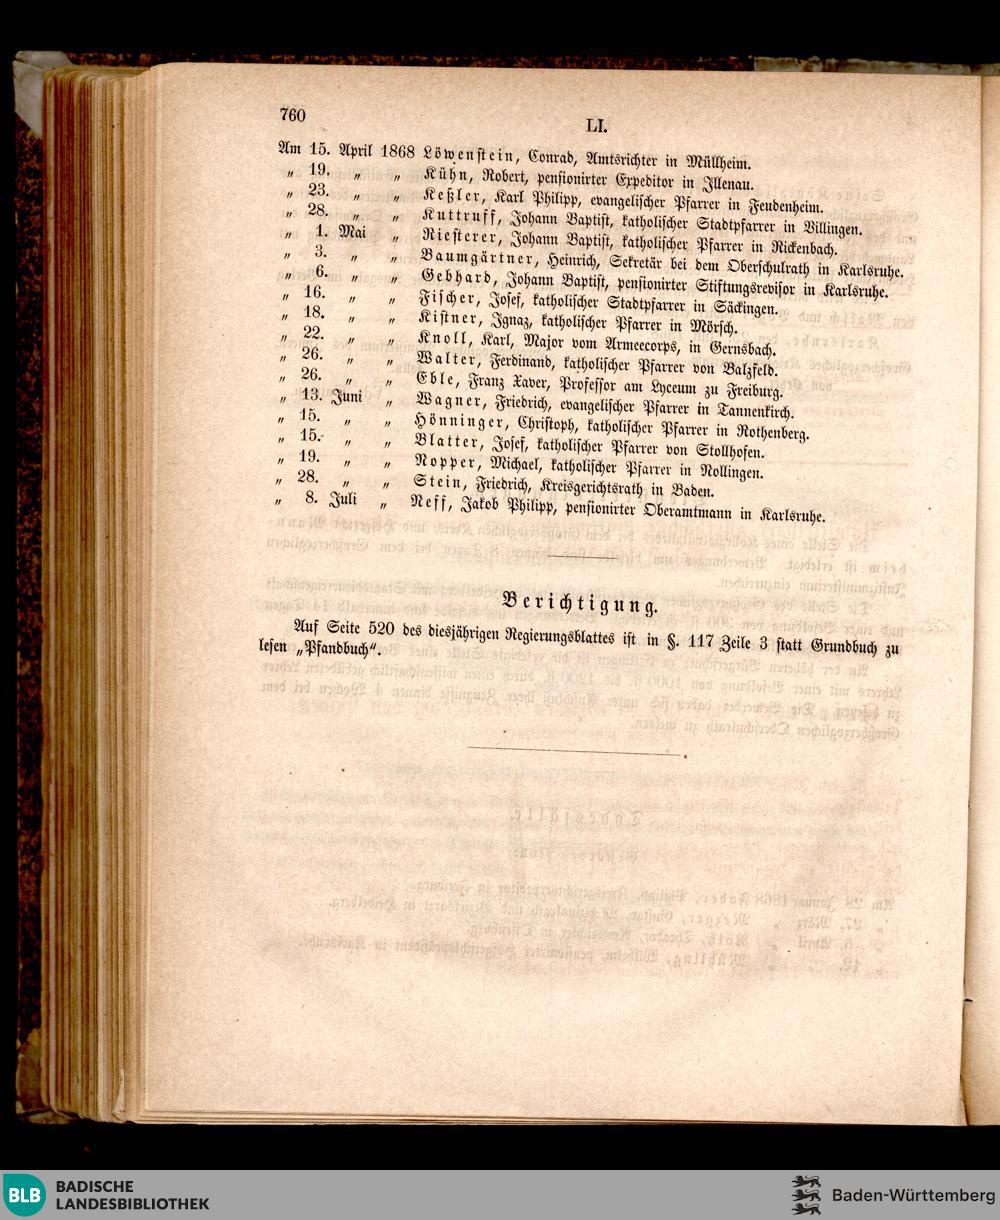 760
LI.
Am 15. April 1868 Löwenstein, Conrad, Amtsrichter in Müllheim.
„ 19. „ „ Kühn, Robert, pensionirter Expeditor in Illenau.
„ 23. „ „ Keßler, Karl Philipp, evangelischer Pfarrer in Feudenheim.
„ 28. „ „ Kuttruff, Johann Baptist, katholischer Stadtpfarrer in Villingen.
„ 1. Mai „ Niesterer, Johann Baptist, katholischer Pfarrer in Rickenbach.
„ 3. „ „ Baumgärtner, Heinrich, Sekretär bei dem Oberschulrath in Karlsruhe.
„ 6. „ „ Gebhard, Johann Baptist, pensionirter Stiftungsrevisor in Karlsruhe.
„ 16. „ „ Fischer, Josef, katholischer Stadtpfarrer in Säckingen.
„ 18. „ „ Kistner, Ignaz, katholischer Pfarrer in Mörsch.
„ 22. „ „ Knoll, Karl, Major vom Armeecorps, in Gernsbach.
„ 26. „ „ Walter, Ferdinand, katholischer Pfarrer von Balzfeld.
„ 26. „ „ Eble, Franz Xaver, Professor am Lyceum zu Freiburg.
„ 13. Juni „ Wagner, Friedrich, evangelischer Pfarrer in Tannenkirch.
„ 15. „ „ Hönninger, Christoph, katholischer Pfarrer in Rothenberg.
„ 15. „ „ Blatter, Josef, katholischer Pfarrer von Stollhofen.
„ 19. „ „ Nopper, Michael, katholischer Pfarrer in Nollingen.
„ 28. „ „ Stein, Friedrich, Kreisgerichtsrath in Baden.
„ 8. Juli „ Neff, Jakob Philipp, pensionirter Oberamtmann in Karlsruhe.
Berichtigung.
Auf Seite 520 des diesjährigen Regierungsblattes ist in §. 117 Zeile 3 statt Grundbuch zu
lesen „Pfandbuch“.
BLB BADISCHE
LANDESBIBLIOTHEK
Baden-Württemberg